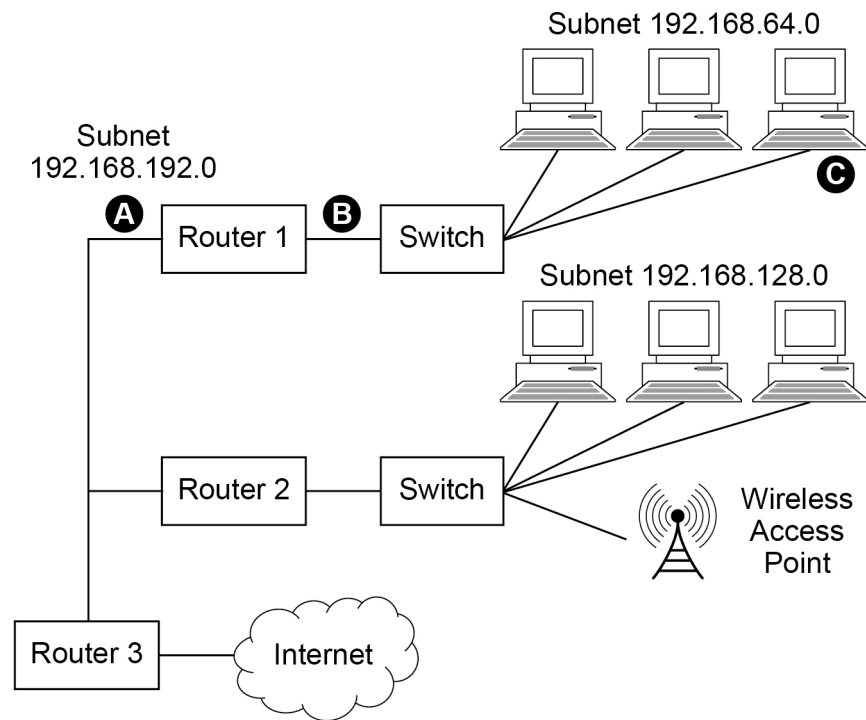 Subnet 192.168.64.0
Subnet
192.168.192.0
A
B
C
Router 1
Switch
Subnet 192.168.128.0
Router 2
Switch
Wireless
Access
Point
Router 3
Internet